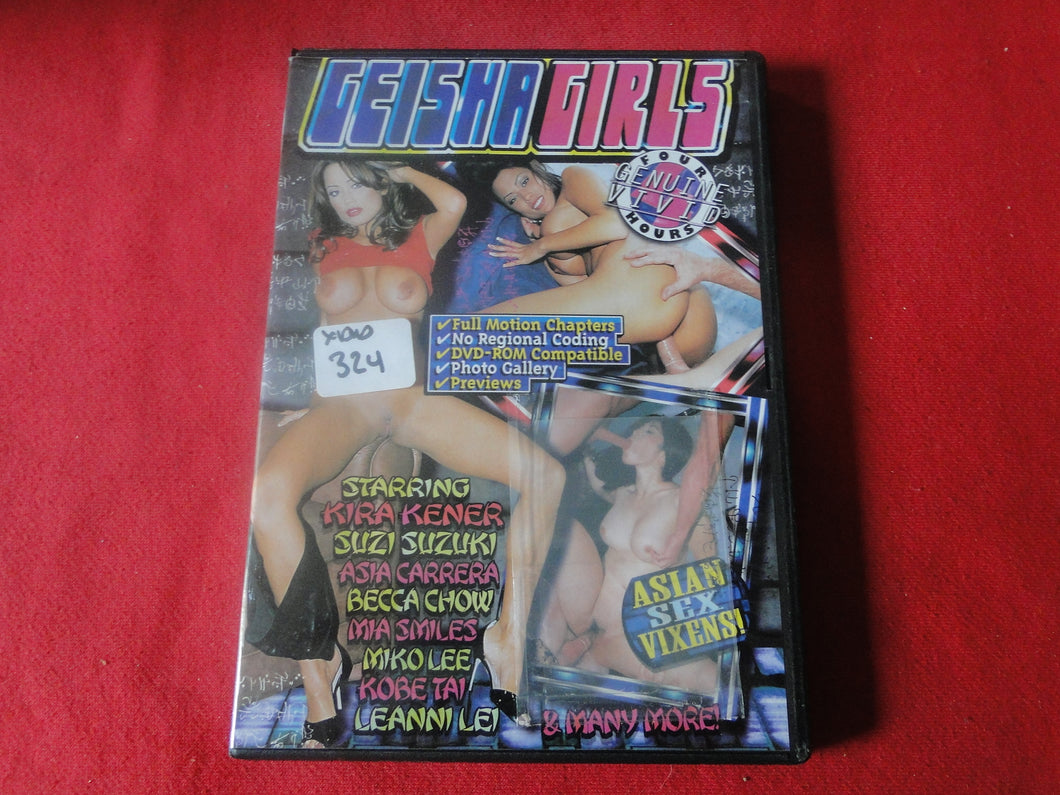 GEISHA GIRLS
FOUR
GENUINE
VIVID
HOURS
Full Motion Chapters
No Regional Coding
DVD-ROM Compatible
Photo Gallery
Previews
324
STARRING
KIRA KENER
SUZI SUZUKI
ASIA CARRERA
BECCA CHOW
MIA SMILES
MIKO LEE
KOBE TAI
LEANNI LEI
& MANY MORE!
ASIAN
SEX
VIXENS!